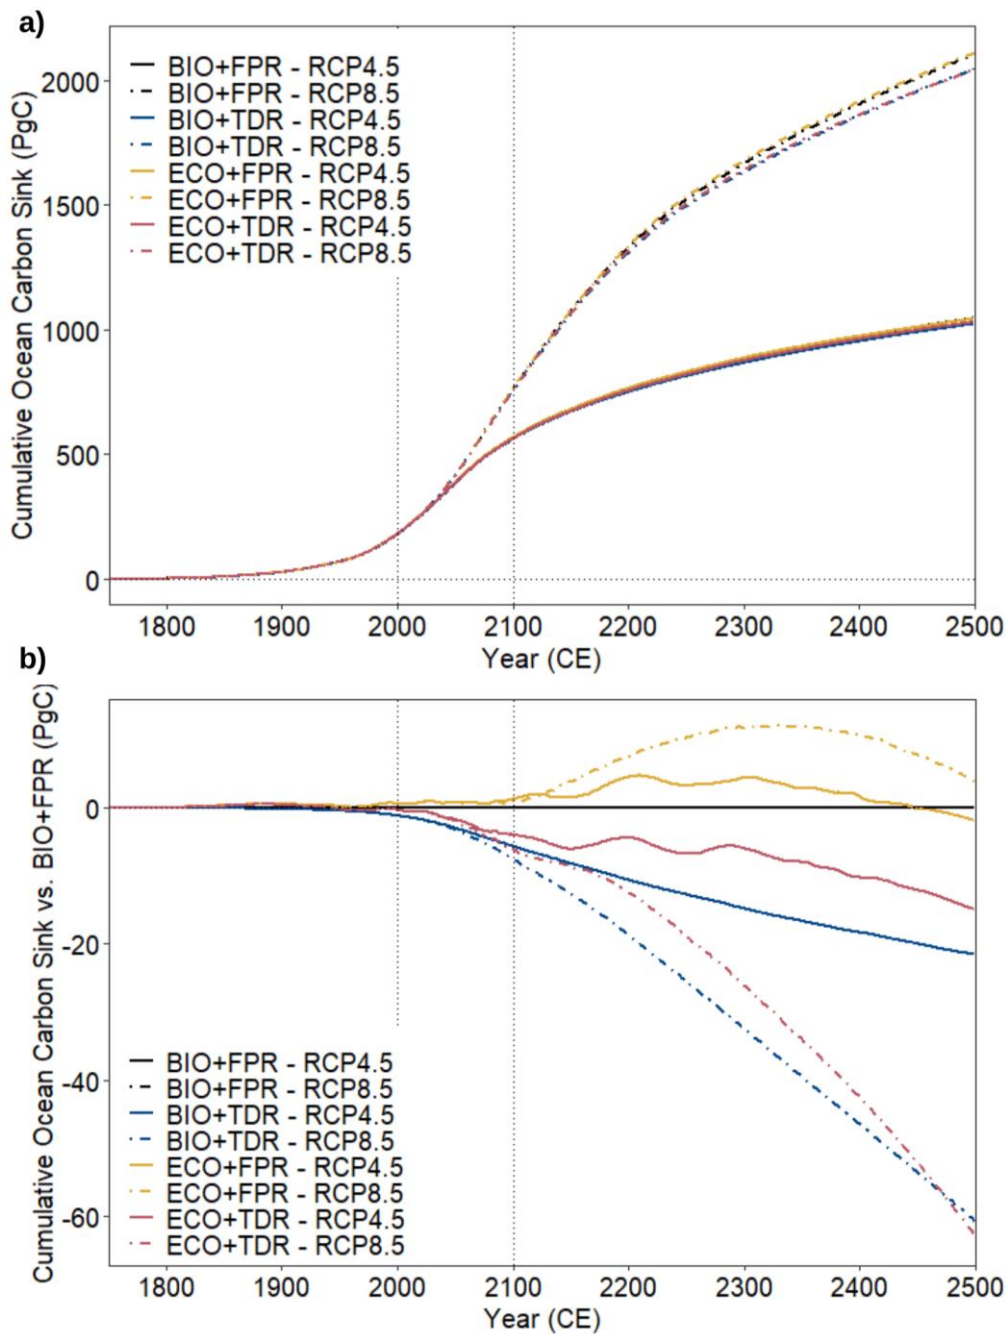 a)
Cumulative Ocean Carbon Sink (PgC)
2000
1500
1000
500
0
BIO+FPR - RCP4.5
BIO+FPR - RCP8.5
BIO+TDR - RCP4.5
BIO+TDR - RCP8.5
ECO+FPR - RCP4.5
ECO+FPR - RCP8.5
ECO+TDR - RCP4.5
ECO+TDR - RCP8.5
1800 1900 2000 2100 2200 2300 2400 2500
Year (CE)
b)
Cumulative Ocean Carbon Sink vs. BIO+FPR (PgC)
0
-20
-40
-60
BIO+FPR - RCP4.5
BIO+FPR - RCP8.5
BIO+TDR - RCP4.5
BIO+TDR - RCP8.5
ECO+FPR - RCP4.5
ECO+FPR - RCP8.5
ECO+TDR - RCP4.5
ECO+TDR - RCP8.5
1800 1900 2000 2100 2200 2300 2400 2500
Year (CE)